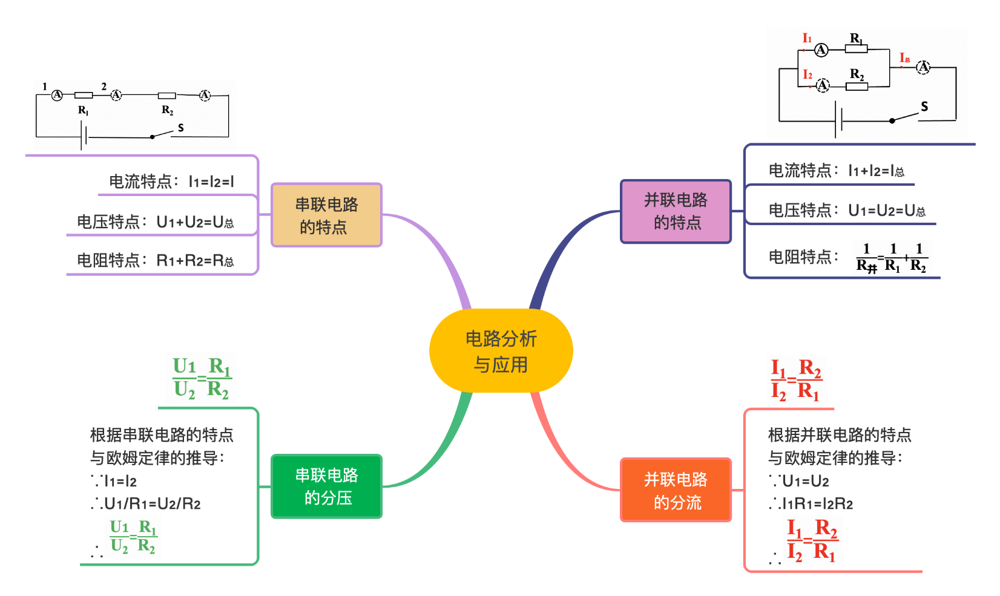 1 A R₁ 2 A R₂ A
S
电流特点：I₁=I₂=I
电压特点：U₁+U₂=U总
电阻特点：R₁+R₂=R总
串联电路
的特点
I₁ A R₁
I₂ A R₂
I总 A
S
电流特点：I₁+I₂=I总
电压特点：U₁=U₂=U总
电阻特点：1/R并=1/R₁+1/R₂
并联电路
的特点
电路分析
与应用
U₁/U₂=R₁/R₂
根据串联电路的特点
与欧姆定律的推导：
∵I₁=I₂
∴U₁/R₁=U₂/R₂
∴U₁/U₂=R₁/R₂
串联电路
的分压
I₁/I₂=R₂/R₁
根据并联电路的特点
与欧姆定律的推导：
∵U₁=U₂
∴I₁R₁=I₂R₂
∴I₁/I₂=R₂/R₁
并联电路
的分流